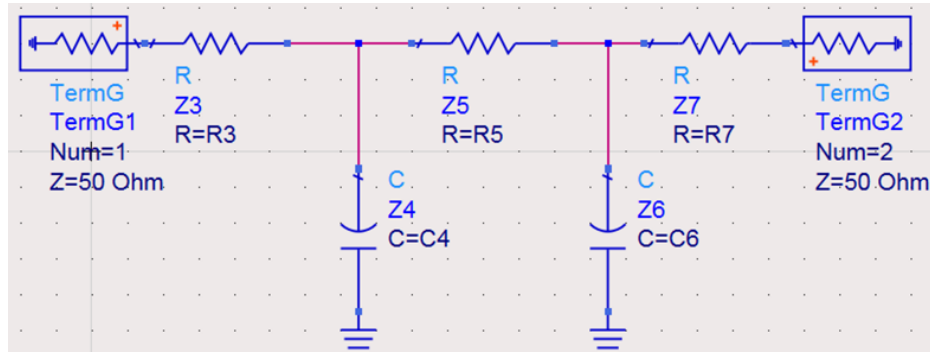 TermG
TermG1
Num=1
Z=50 Ohm
R
Z3
R=R3
R
Z5
R=R5
R
Z7
R=R7
TermG
TermG2
Num=2
Z=50 Ohm
C
Z4
C=C4
C
Z6
C=C6